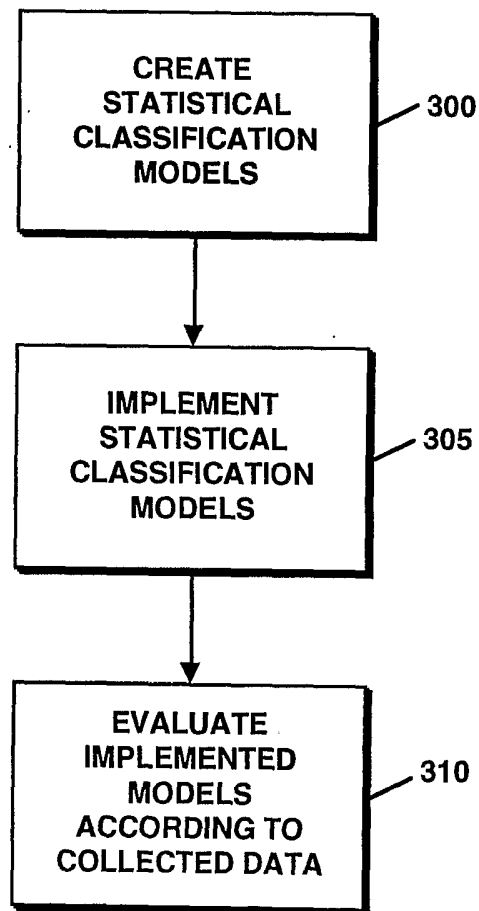 CREATE
STATISTICAL
CLASSIFICATION
MODELS
300
IMPLEMENT
STATISTICAL
CLASSIFICATION
MODELS
305
EVALUATE
IMPLEMENTED
MODELS
ACCORDING TO
COLLECTED DATA
310